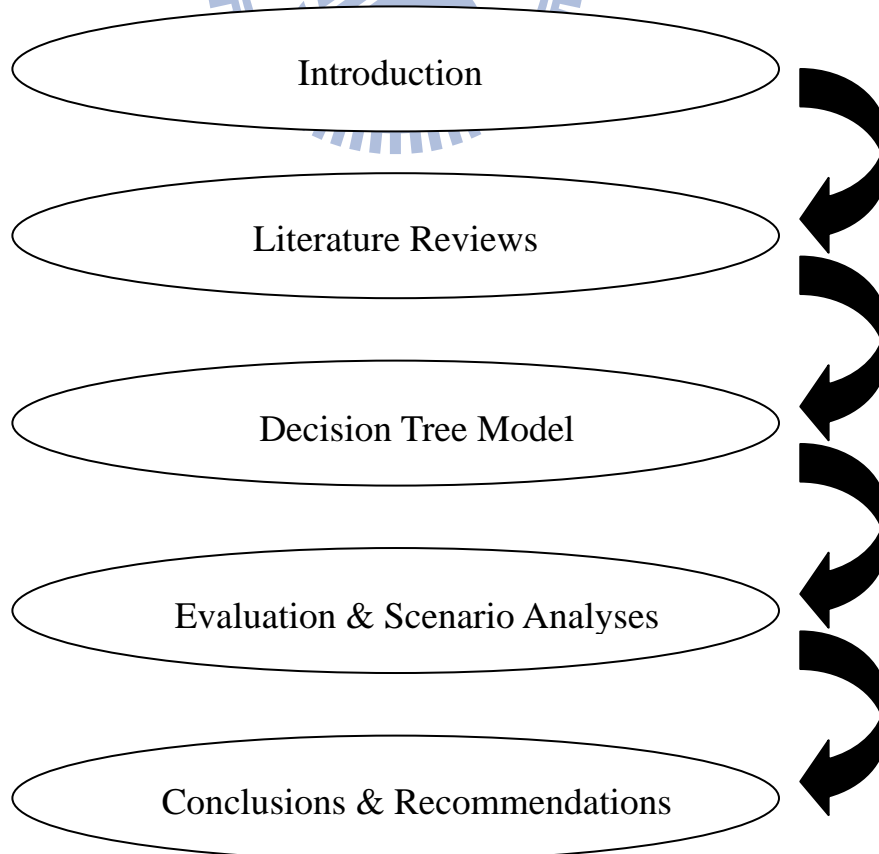 Introduction
Literature Reviews
Decision Tree Model
Evaluation & Scenario Analyses
Conclusions & Recommendations